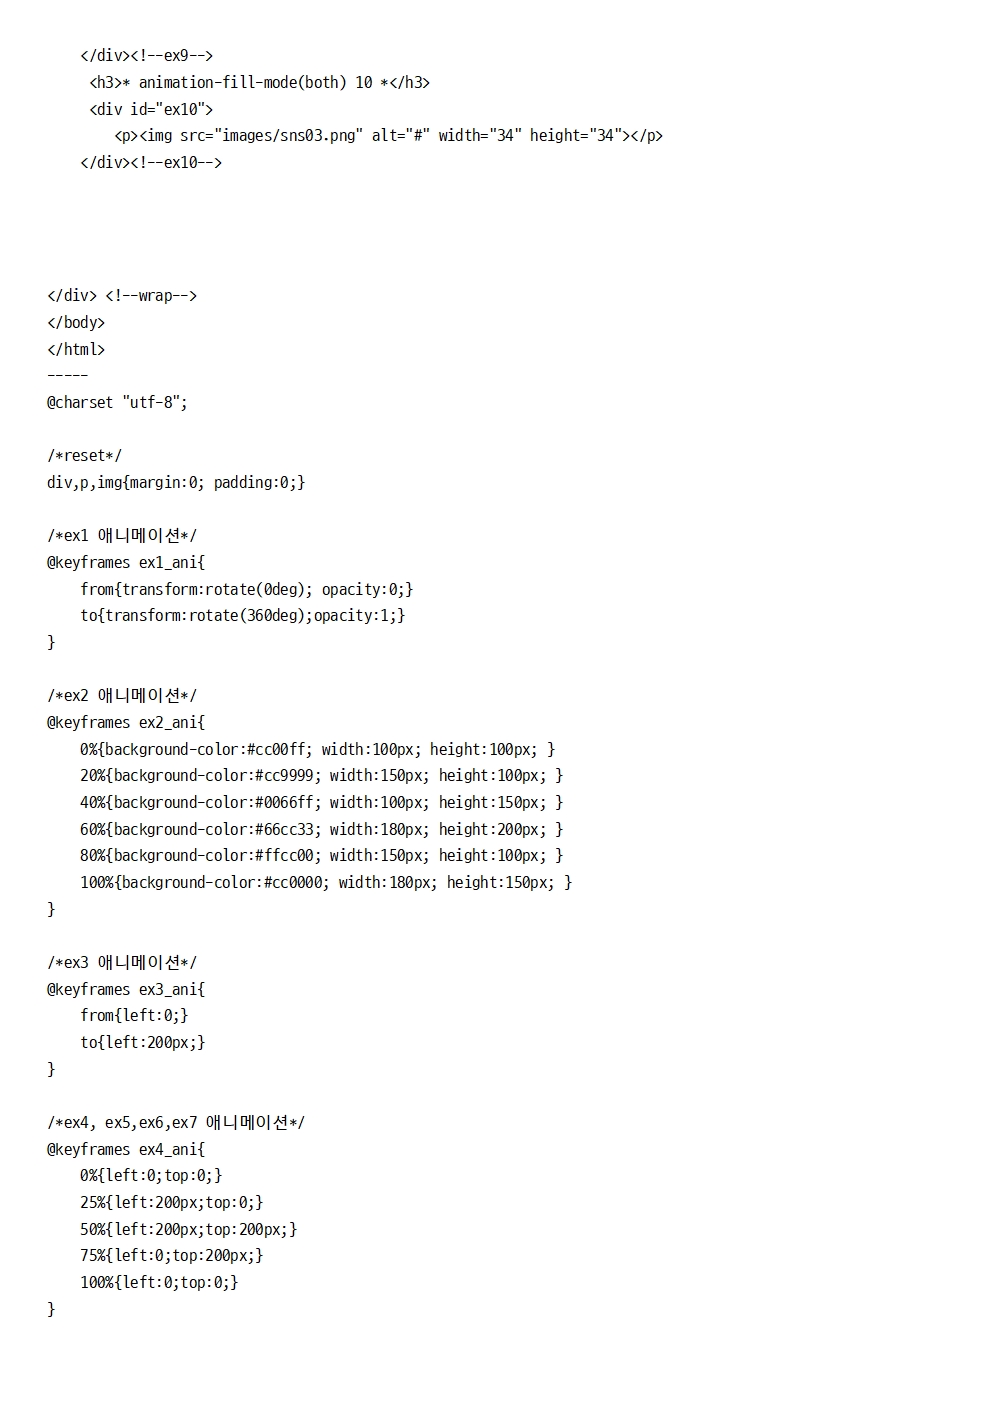 </div><!--ex9-->
<h3>* animation-fill-mode(both) 10 *</h3>
<div id="ex10">
<p><img src="images/sns03.png" alt="#" width="34" height="34"></p>
</div><!--ex10-->
</div> <!--wrap-->
</body>
</html>
-----
@charset "utf-8";
/*reset*/
div,p,img{margin:0; padding:0;}
/*ex1 애니메이션*/
@keyframes ex1_ani{
from{transform:rotate(0deg); opacity:0;}
to{transform:rotate(360deg);opacity:1;}
}
/*ex2 애니메이션*/
@keyframes ex2_ani{
0%{background-color:#cc00ff; width:100px; height:100px; }
20%{background-color:#cc9999; width:150px; height:100px; }
40%{background-color:#0066ff; width:100px; height:150px; }
60%{background-color:#66cc33; width:180px; height:200px; }
80%{background-color:#ffcc00; width:150px; height:100px; }
100%{background-color:#cc0000; width:180px; height:150px; }
}
/*ex3 애니메이션*/
@keyframes ex3_ani{
from{left:0;}
to{left:200px;}
}
/*ex4, ex5,ex6,ex7 애니메이션*/
@keyframes ex4_ani{
0%{left:0;top:0;}
25%{left:200px;top:0;}
50%{left:200px;top:200px;}
75%{left:0;top:200px;}
100%{left:0;top:0;}
}